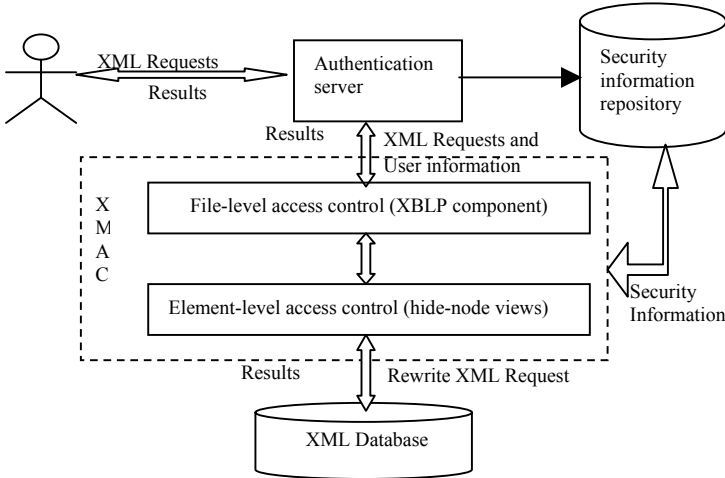 XML Requests
Results
Authentication
server
Security
information
repository
Results
XML Requests and
User information
X
M
A
C
File-level access control (XBLP component)
Element-level access control (hide-node views)
Security
Information
Results
Rewrite XML Request
XML Database